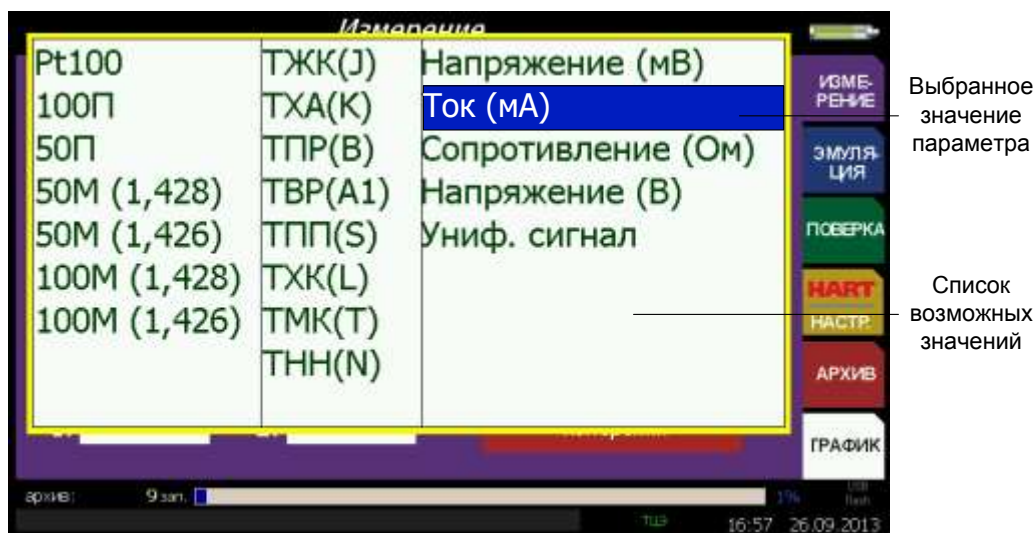 Измерение
Pt100
100П
50П
50М (1,428)
50М (1,426)
100М (1,428)
100М (1,426)
ТЖК(J)
ТХА(K)
ТПР(B)
ТВР(А1)
ТПП(S)
ТХК(L)
ТМК(T)
ТНН(N)
Напряжение (мВ)
Ток (мА)
Сопротивление (Ом)
Напряжение (В)
Униф. сигнал
ИЗМЕ-
РЕНИЕ
ЭМУЛЯ-
ЦИЯ
ПОВЕРКА
HART
НАСТР.
АРХИВ
ГРАФИК
Выбранное
значение
параметра
Список
возможных
значений
архив: 9 зап. 1% USB
flash
ТЦЭ 16:57 26.09.2013